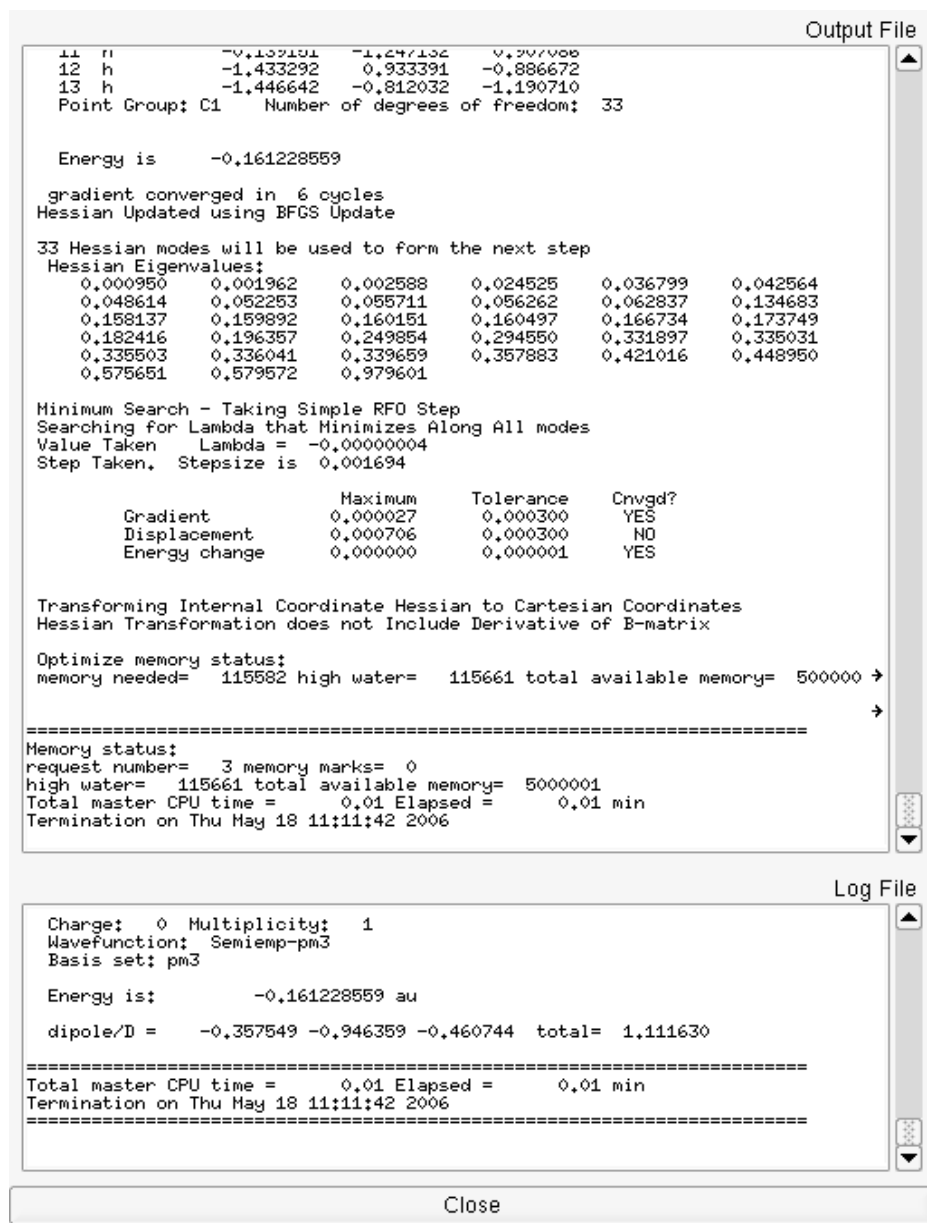 Output File
11 h -0.139151 -1.247132 0.907086
12 h -1.433292 0.933391 -0.886672
13 h -1.446642 -0.812032 -1.190710
Point Group: C1 Number of degrees of freedom: 33
Energy is -0.161228559
gradient converged in 6 cycles
Hessian Updated using BFGS Update
33 Hessian modes will be used to form the next step
Hessian Eigenvalues:
0.000950 0.001962 0.002588 0.024525 0.036799 0.042564
0.048614 0.052253 0.055711 0.056262 0.062837 0.134683
0.158137 0.159892 0.160151 0.160497 0.166734 0.173749
0.182416 0.196357 0.249854 0.294550 0.331897 0.335031
0.335503 0.336041 0.339659 0.357883 0.421016 0.448950
0.575651 0.579572 0.979601
Minimum Search - Taking Simple RFO Step
Searching for Lambda that Minimizes Along All modes
Value Taken Lambda = -0.00000004
Step Taken. Stepsize is 0.001694
Maximum Tolerance Cnvgd?
Gradient 0.000027 0.000300 YES
Displacement 0.000706 0.000300 NO
Energy change 0.000000 0.000001 YES
Transforming Internal Coordinate Hessian to Cartesian Coordinates
Hessian Transformation does not Include Derivative of B-matrix
Optimize memory status:
memory needed= 115582 high water= 115661 total available memory= 500000
==========================================================================================
Memory status:
request number= 3 memory marks= 0
high water= 115661 total available memory= 5000001
Total master CPU time = 0.01 Elapsed = 0.01 min
Termination on Thu May 18 11:11:42 2006
Log File
Charge: 0 Multiplicity: 1
Wavefunction: Semiemp-pm3
Basis set: pm3
Energy is: -0.161228559 au
dipole/D = -0.357549 -0.946359 -0.460744 total= 1.111630
==========================================================================================
Total master CPU time = 0.01 Elapsed = 0.01 min
Termination on Thu May 18 11:11:42 2006
==========================================================================================
Close